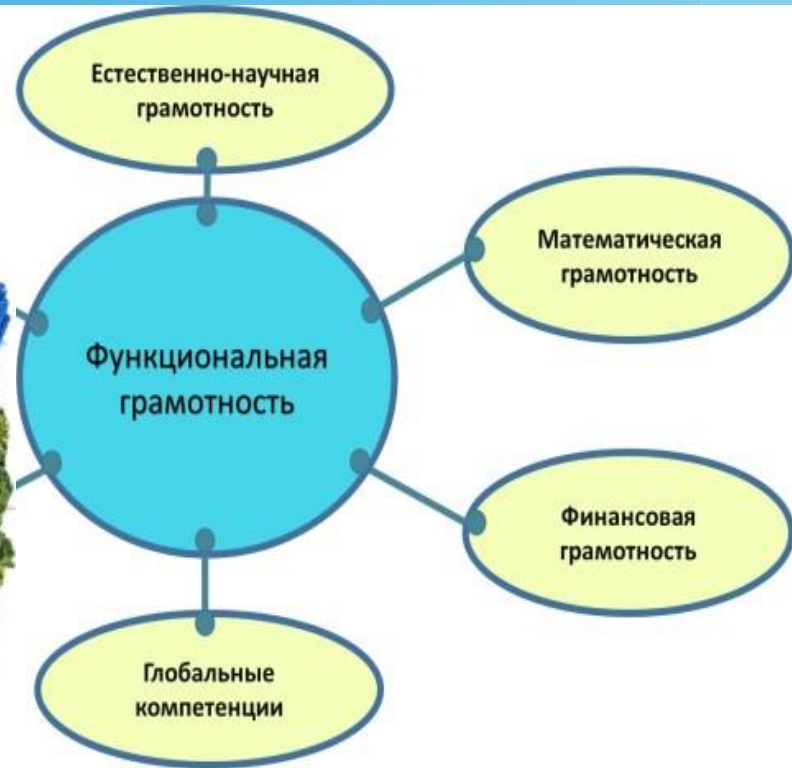 Естественно-научная
грамотность
Математическая
грамотность
Функциональная
грамотность
Финансовая
грамотность
Глобальные
компетенции